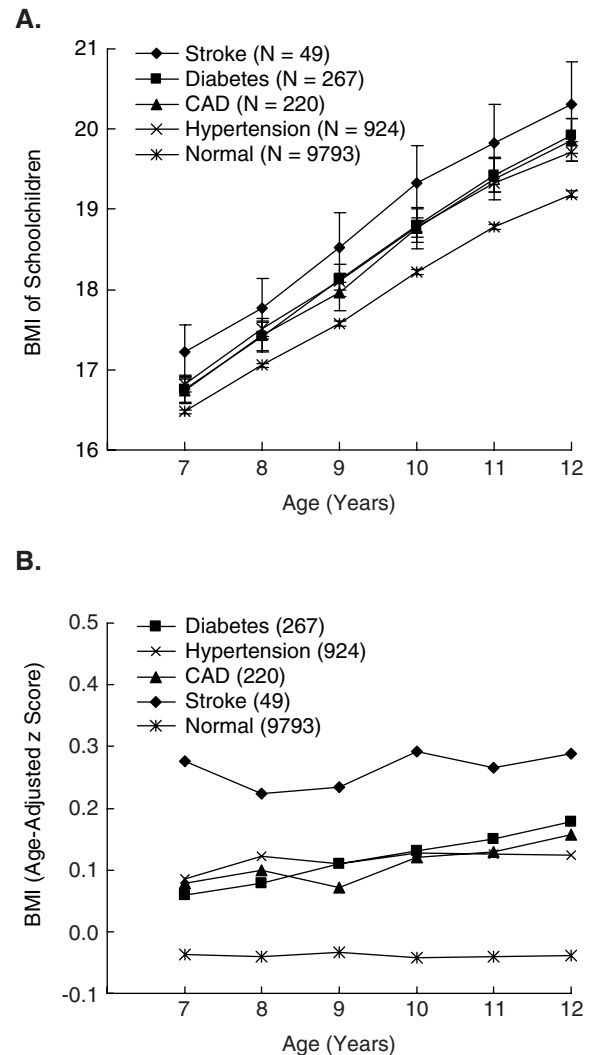 A.
21
20
19
18
17
16
BMI of Schoolchildren
Stroke (N = 49)
Diabetes (N = 267)
CAD (N = 220)
Hypertension (N = 924)
Normal (N = 9793)
7 8 9 10 11 12
Age (Years)
B.
0.5
0.4
0.3
0.2
0.1
0.0
-0.1
BMI (Age-Adjusted z Score)
Diabetes (267)
Hypertension (924)
CAD (220)
Stroke (49)
Normal (9793)
7 8 9 10 11 12
Age (Years)